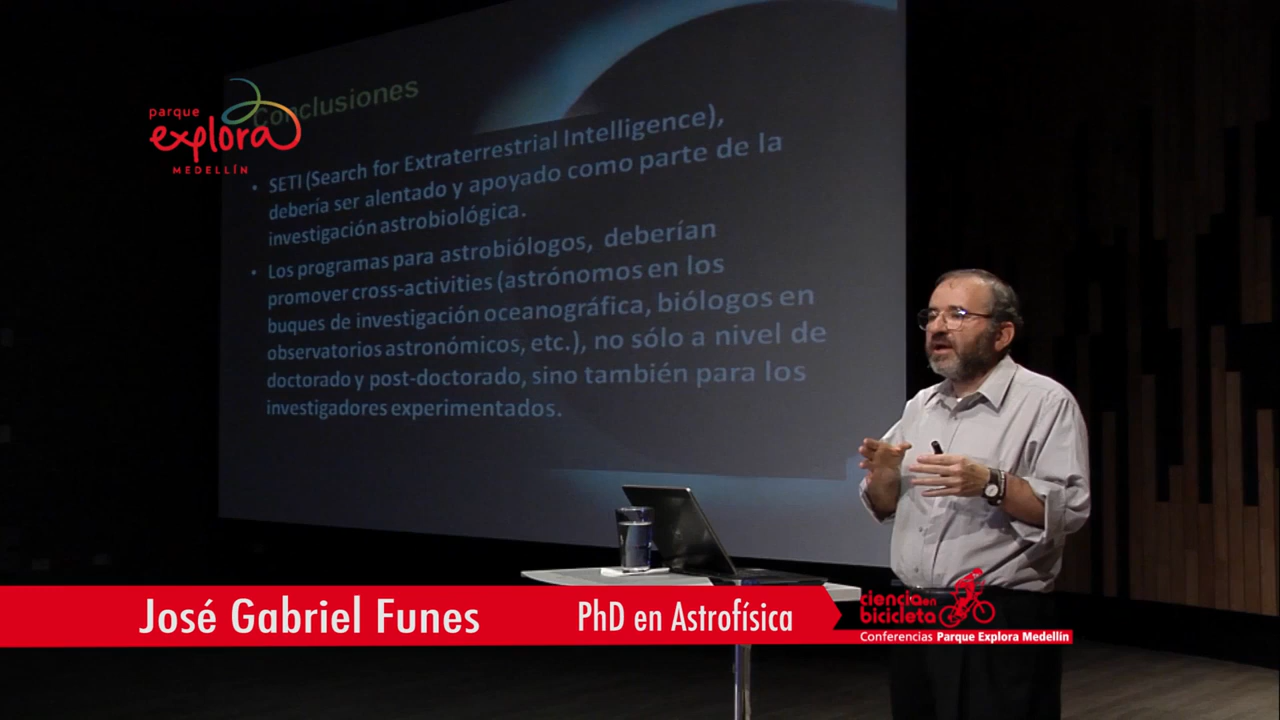 Conclusiones
parque
explora
MEDELLÍN
• SETI (Search for Extraterrestrial Intelligence),
debería ser alentado y apoyado como parte de la
investigación astrobiológica.
• Los programas para astrobiólogos, deberían
promover cross-activities (astrónomos en los
buques de investigación oceanográfica, biólogos en
observatorios astronómicos, etc.), no sólo a nivel de
doctorado y post-doctorado, sino también para los
investigadores experimentados.
José Gabriel Funes
PhD en Astrofísica
ciencia en
bicicleta
Conferencias Parque Explora Medellín